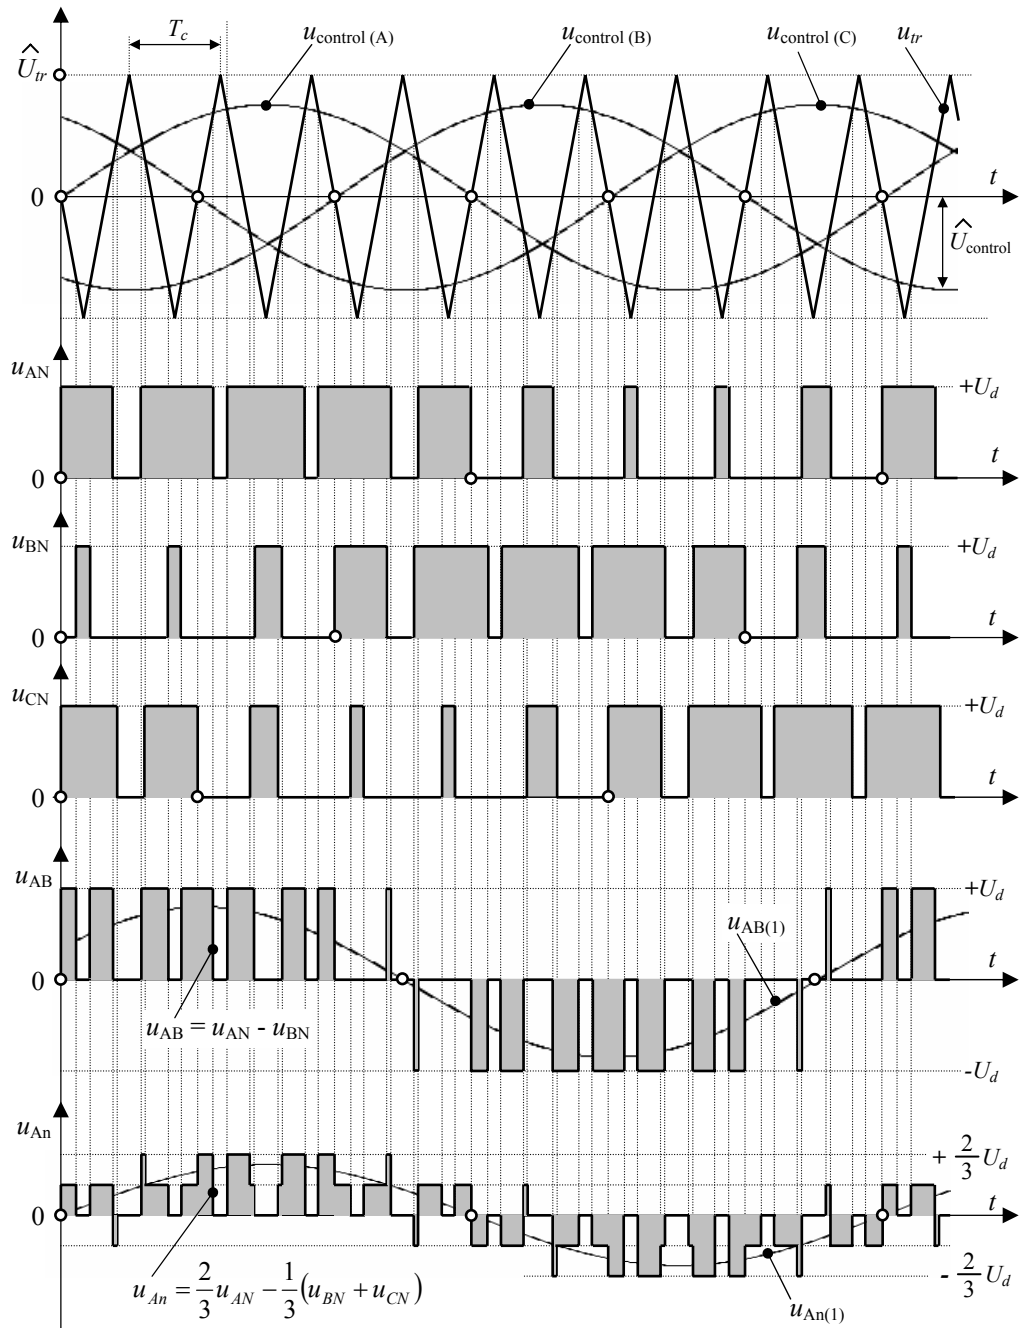 T_c
u_control (A)
u_control (B)
u_control (C)
u_tr
Û_tr
0
t
Û_control
u_AN
+U_d
0
t
u_BN
+U_d
0
t
u_CN
+U_d
0
t
u_AB
+U_d
u_AB(1)
0
t
u_AB = u_AN - u_BN
-U_d
u_An
+ 2/3 U_d
0
t
u_An = 2/3 u_AN - 1/3 (u_BN + u_CN)
- 2/3 U_d
u_An(1)